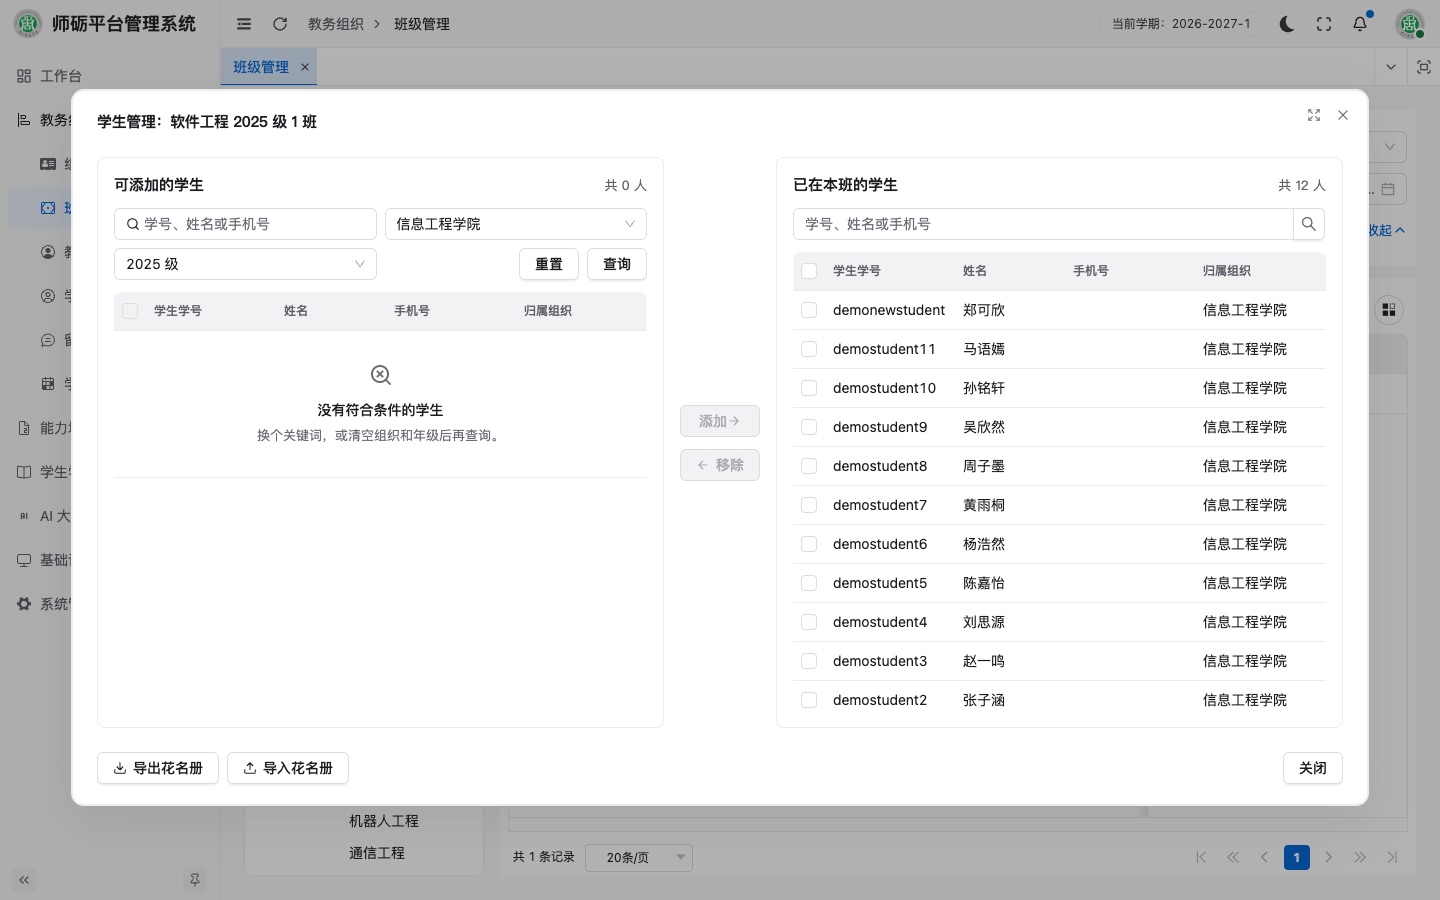 师砺平台管理系统
教务组织 > 班级管理
当前学期：2026-2027-1
班级管理
工作台
教务
能力
学生
AI 大
基础
系统
收起
学生管理：软件工程 2025 级 1 班
可添加的学生
共 0 人
学号、姓名或手机号
信息工程学院
2025 级
重置
查询
学生学号 姓名 手机号 归属组织
没有符合条件的学生
换个关键词，或清空组织和年级后再查询。
添加
移除
已在本班的学生
共 12 人
学号、姓名或手机号
学生学号 姓名 手机号 归属组织
demonewstudent 郑可欣 信息工程学院
demostudent11 马语嫣 信息工程学院
demostudent10 孙铭轩 信息工程学院
demostudent9 吴欣然 信息工程学院
demostudent8 周子墨 信息工程学院
demostudent7 黄雨桐 信息工程学院
demostudent6 杨浩然 信息工程学院
demostudent5 陈嘉怡 信息工程学院
demostudent4 刘思源 信息工程学院
demostudent3 赵一鸣 信息工程学院
demostudent2 张子涵 信息工程学院
导出花名册
导入花名册
关闭
机器人工程
通信工程
共 1 条记录
20条/页
1